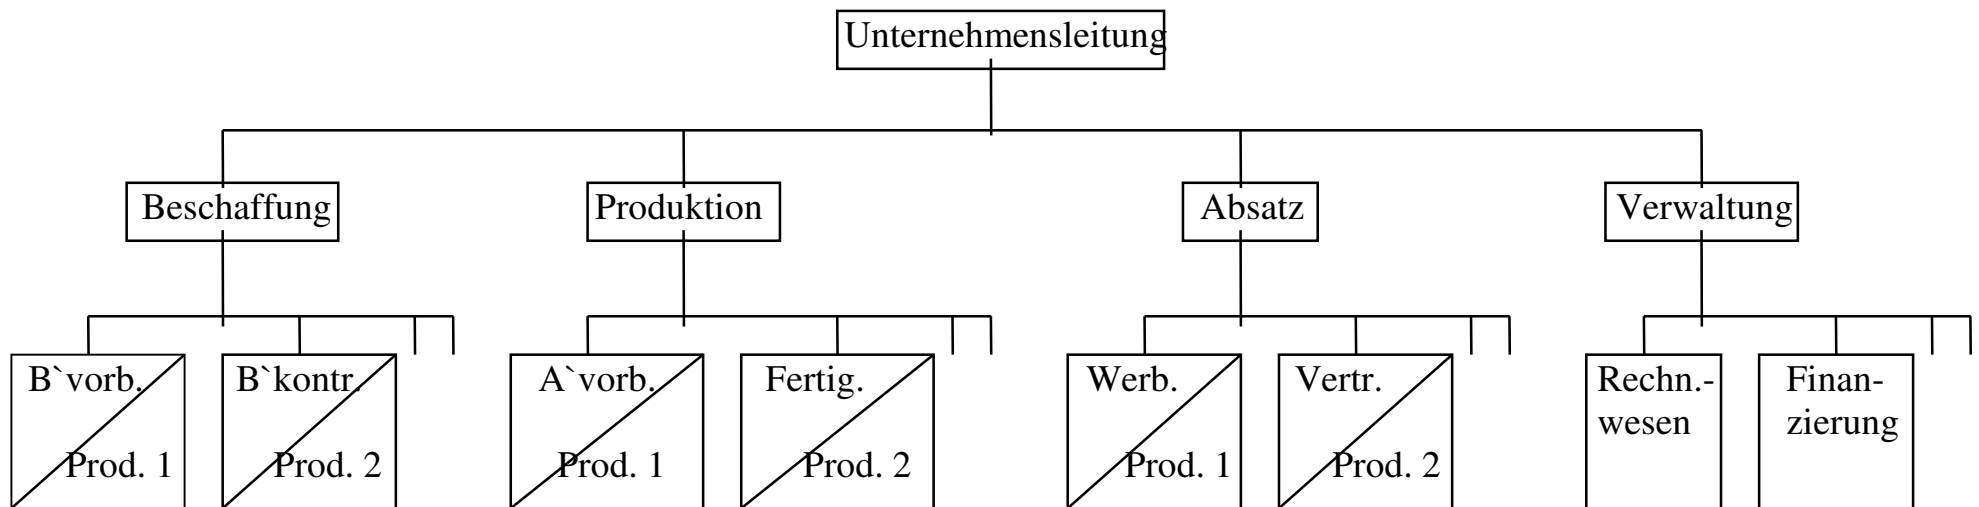 Unternehmensleitung
Beschaffung
Produktion
Absatz
Verwaltung
B`vorb.
Prod. 1
B`kontr.
Prod. 2
A`vorb.
Prod. 1
Fertig.
Prod. 2
Werb.
Prod. 1
Vertr.
Prod. 2
Rechn.-
wesen
Finan-
zierung